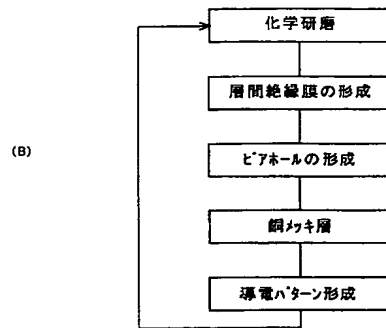 化学研磨
層間絶縁膜の形成
(B)
ビアホールの形成
銅メッキ層
導電パターン形成